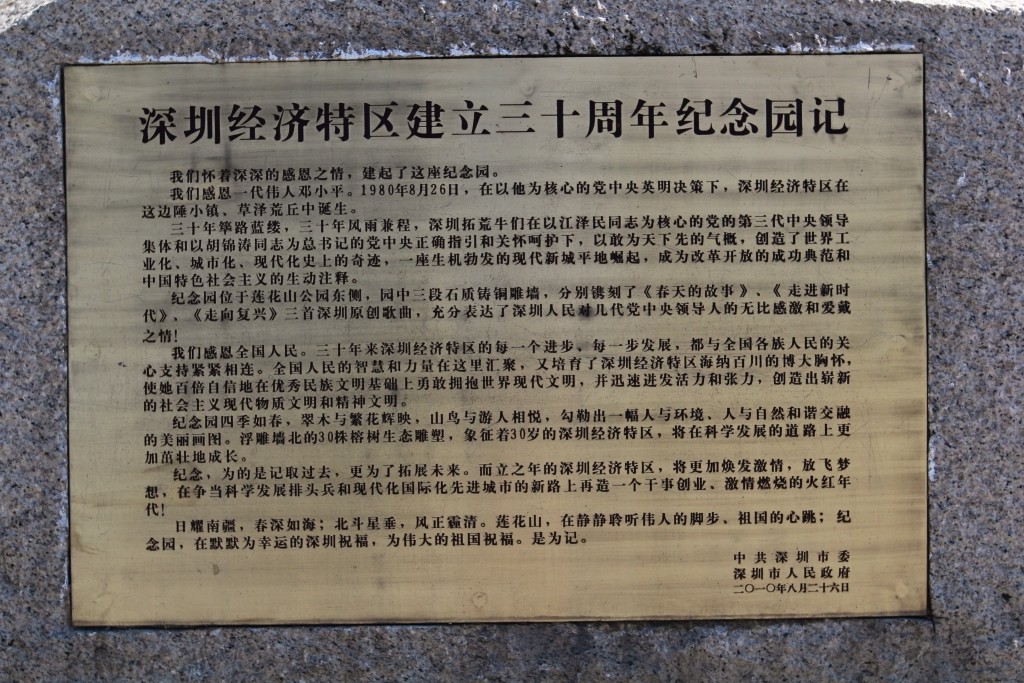 深圳经济特区建立三十周年纪念园记
我们怀着深深的感恩之情，建起了这座纪念园。
我们感恩一代伟人邓小平。1980年8月26日，在以他为核心的党中央英明决策下，深圳经济特区在
这边陲小镇、草泽荒丘中诞生。
三十年筚路蓝缕，三十年风雨兼程，深圳拓荒牛们在以江泽民同志为核心的党的第三代中央领导
集体和以胡锦涛同志为总书记的党中央正确指引和关怀呵护下，以敢为天下先的气概，创造了世界工
业化、城市化、现代化史上的奇迹，一座生机勃发的现代新城平地崛起，成为改革开放的成功典范和
中国特色社会主义的生动注释。
纪念园位于莲花山公园东侧，园中三段石质铸铜雕墙，分别镌刻了《春天的故事》、《走进新时
代》、《走向复兴》三首深圳原创歌曲，充分表达了深圳人民对几代党中央领导人的无比感激和爱戴
之情！
我们感恩全国人民。三十年来深圳经济特区的每一个进步、每一步发展，都与全国各族人民的关
心支持紧紧相连。全国人民的智慧和力量在这里汇聚，又培育了深圳经济特区海纳百川的博大胸怀，
使她百倍自信地在优秀民族文明基础上勇敢拥抱世界现代文明，并迅速迸发活力和张力，创造出崭新
的社会主义现代物质文明和精神文明。
纪念园四季如春，翠木与繁花辉映，山鸟与游人相悦，勾勒出一幅人与环境、人与自然和谐交融
的美丽画图。浮雕墙北的30株榕树生态雕塑，象征着30岁的深圳经济特区，将在科学发展的道路上更
加茁壮地成长。
纪念，为的是记取过去，更为了拓展未来。而立之年的深圳经济特区，将更加焕发激情，放飞梦
想，在争当科学发展排头兵和现代化国际化先进城市的新路上再造一个干事创业、激情燃烧的火红年
代！
日耀南疆，春深如海；北斗星垂，风正霾清。莲花山，在静静聆听伟人的脚步、祖国的心跳；纪
念园，在默默为幸运的深圳祝福，为伟大的祖国祝福。是为记。
中共深圳市委
深圳市人民政府
二〇一〇年八月二十六日